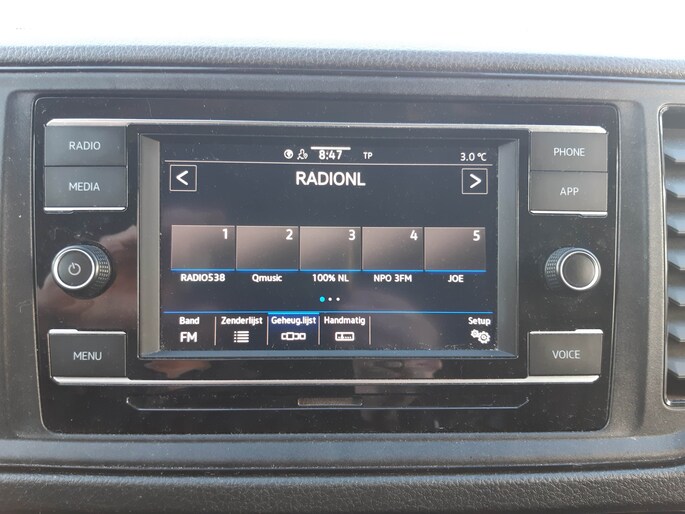 RADIO
MEDIA
MENU
8:47 TP 3.0 °C
< RADIONL >
1 2 3 4 5
RADIO538 Qmusic 100% NL NPO 3FM JOE
Band Zenderlijst Geheug.lijst Handmatig Setup
FM
PHONE
APP
VOICE